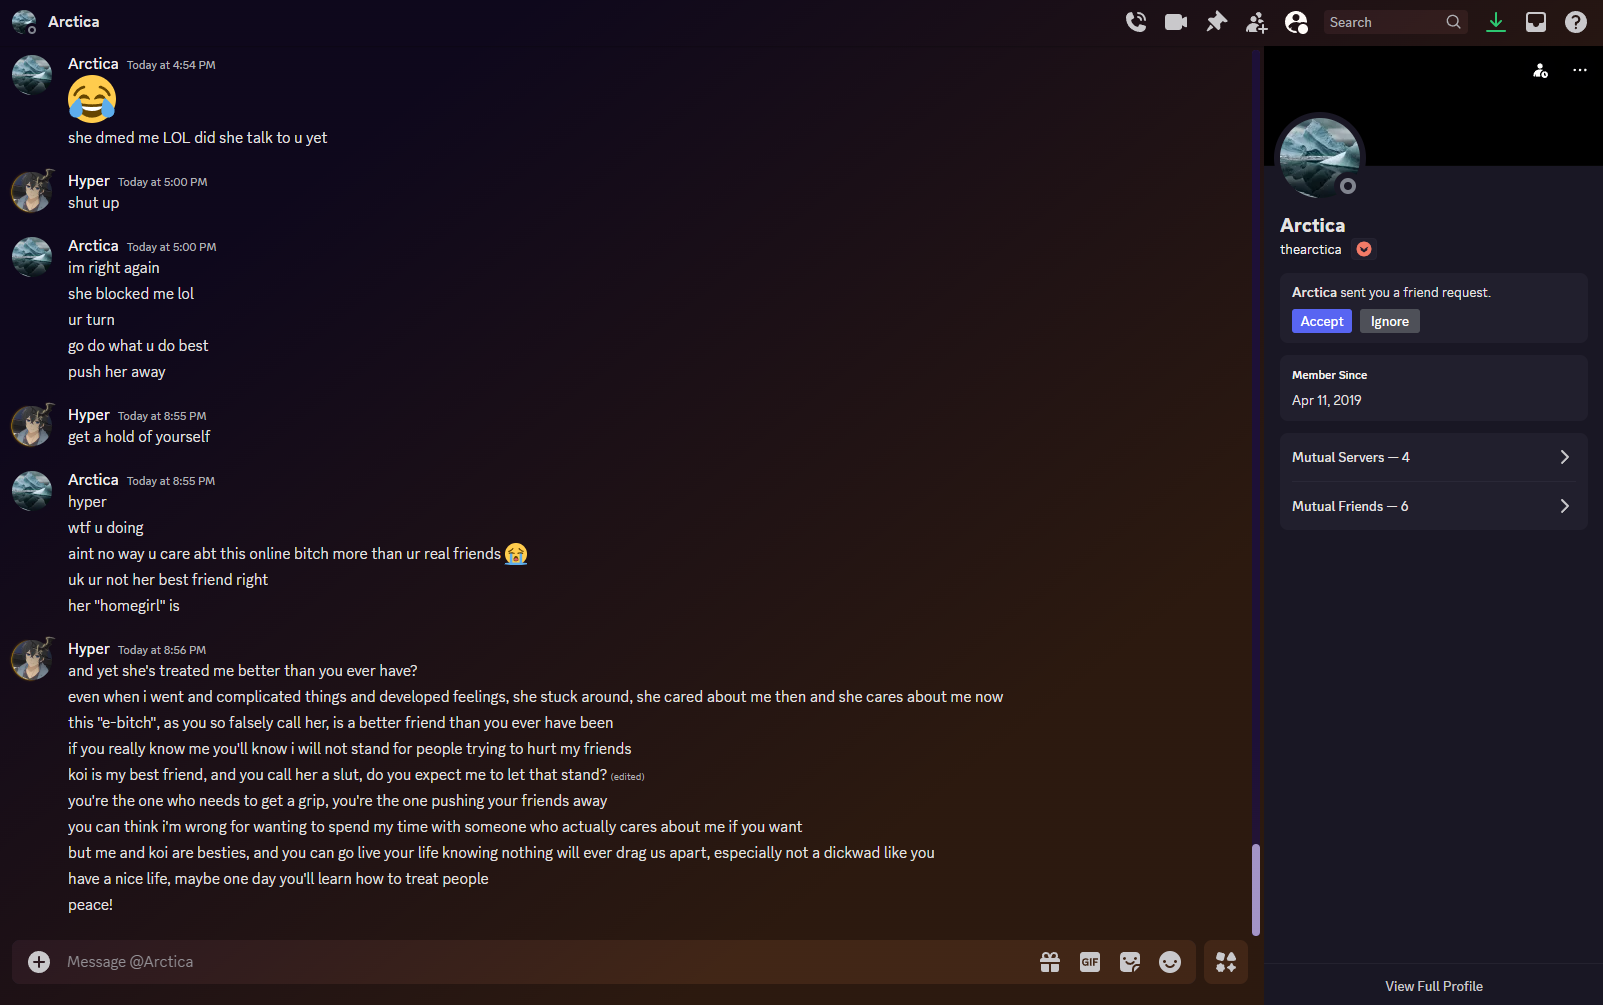 Arctica
Search
Arctica Today at 4:54 PM
she dmed me LOL did she talk to u yet
Hyper Today at 5:00 PM
shut up
Arctica Today at 5:00 PM
im right again
she blocked me lol
ur turn
go do what u do best
push her away
Hyper Today at 8:55 PM
get a hold of yourself
Arctica Today at 8:55 PM
hyper
wtf u doing
aint no way u care abt this online bitch more than ur real friends 😭
uk ur not her best friend right
her "homegirl" is
Hyper Today at 8:56 PM
and yet she's treated me better than you ever have?
even when i went and complicated things and developed feelings, she stuck around, she cared about me then and she cares about me now
this "e-bitch", as you so falsely call her, is a better friend than you ever have been
if you really know me you'll know i will not stand for people trying to hurt my friends
koi is my best friend, and you call her a slut, do you expect me to let that stand? (edited)
you're the one who needs to get a grip, you're the one pushing your friends away
you can think i'm wrong for wanting to spend my time with someone who actually cares about me if you want
but me and koi are besties, and you can go live your life knowing nothing will ever drag us apart, especially not a dickwad like you
have a nice life, maybe one day you'll learn how to treat people
peace!
Message @Arctica
GIF
Arctica
thearctica
Arctica sent you a friend request.
Accept Ignore
Member Since
Apr 11, 2019
Mutual Servers — 4
Mutual Friends — 6
View Full Profile